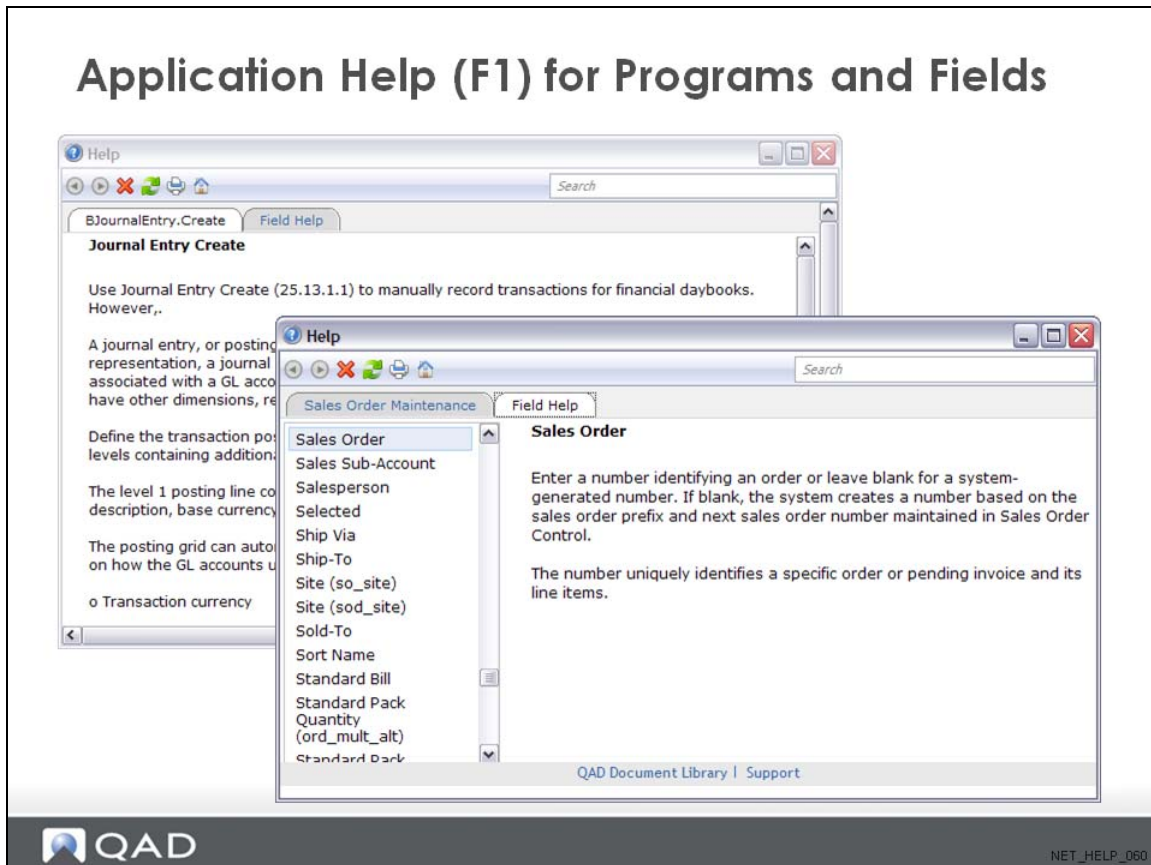 Application Help (F1) for Programs and Fields
Help
Search
BJournalEntry.Create
Field Help
Journal Entry Create
Use Journal Entry Create (25.13.1.1) to manually record transactions for financial daybooks.
However,.
A journal entry, or posting
representation, a journal
associated with a GL acco
have other dimensions, re
Define the transaction pos
levels containing addition
The level 1 posting line co
description, base currency
The posting grid can auto
on how the GL accounts u
o Transaction currency
Help
Search
Sales Order Maintenance
Field Help
Sales Order
Sales Sub-Account
Salesperson
Selected
Ship Via
Ship-To
Site (so_site)
Site (sod_site)
Sold-To
Sort Name
Standard Bill
Standard Pack
Quantity
(ord_mult_alt)
Standard Pack
Sales Order
Enter a number identifying an order or leave blank for a system-
generated number. If blank, the system creates a number based on the
sales order prefix and next sales order number maintained in Sales Order
Control.
The number uniquely identifies a specific order or pending invoice and its
line items.
QAD Document Library | Support
QAD
NET_HELP_060